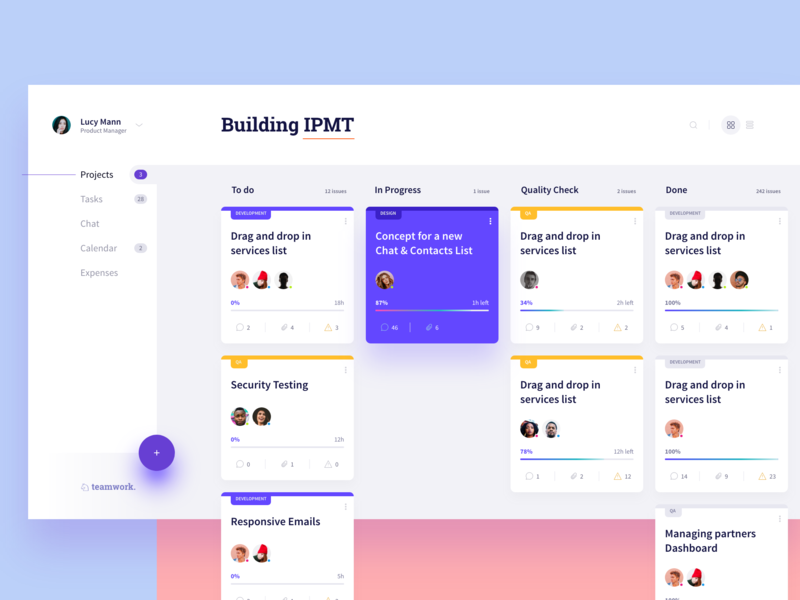 Lucy Mann
Product Manager
Building IPMT
Projects 3
Tasks 28
Chat
Calendar 2
Expenses
teamwork.
To do 12 issues
DEVELOPMENT
Drag and drop in
services list
0% 18h
2 4 3
QA
Security Testing
0% 12h
0 1 0
DEVELOPMENT
Responsive Emails
0% 5h
In Progress 1 issue
DESIGN
Concept for a new
Chat & Contacts List
87% 1h left
46 6
Quality Check 2 issues
QA
Drag and drop in
services list
34% 2h left
9 2 2
QA
Drag and drop in
services list
78% 12h left
1 2 12
Done 242 issues
DEVELOPMENT
Drag and drop in
services list
100%
5 4 1
DEVELOPMENT
Drag and drop in
services list
100%
14 9 23
QA
Managing partners
Dashboard